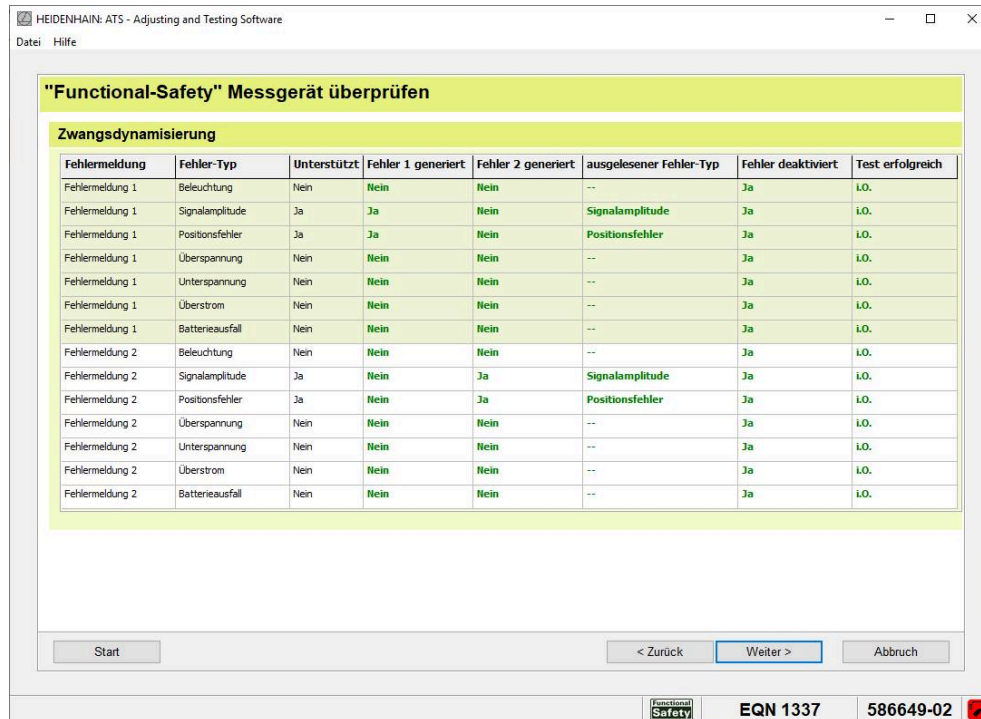 HEIDENHAIN: ATS - Adjusting and Testing Software
Datei Hilfe
"Functional-Safety" Messgerät überprüfen
Zwangsdynamisierung
Fehlermeldung Fehler-Typ Unterstützt Fehler 1 generiert Fehler 2 generiert ausgelesener Fehler-Typ Fehler deaktiviert Test erfolgreich
Fehlermeldung 1 Beleuchtung Nein Nein Nein -- Ja i.O.
Fehlermeldung 1 Signalamplitude Ja Ja Nein Signalamplitude Ja i.O.
Fehlermeldung 1 Positionsfehler Ja Ja Nein Positionsfehler Ja i.O.
Fehlermeldung 1 Überspannung Nein Nein Nein -- Ja i.O.
Fehlermeldung 1 Unterspannung Nein Nein Nein -- Ja i.O.
Fehlermeldung 1 Überstrom Nein Nein Nein -- Ja i.O.
Fehlermeldung 1 Batterieausfall Nein Nein Nein -- Ja i.O.
Fehlermeldung 2 Beleuchtung Nein Nein Nein -- Ja i.O.
Fehlermeldung 2 Signalamplitude Ja Nein Ja Signalamplitude Ja i.O.
Fehlermeldung 2 Positionsfehler Ja Nein Ja Positionsfehler Ja i.O.
Fehlermeldung 2 Überspannung Nein Nein Nein -- Ja i.O.
Fehlermeldung 2 Unterspannung Nein Nein Nein -- Ja i.O.
Fehlermeldung 2 Überstrom Nein Nein Nein -- Ja i.O.
Fehlermeldung 2 Batterieausfall Nein Nein Nein -- Ja i.O.
Start < Zurück Weiter > Abbruch
Functional
Safety EQN 1337 586649-02